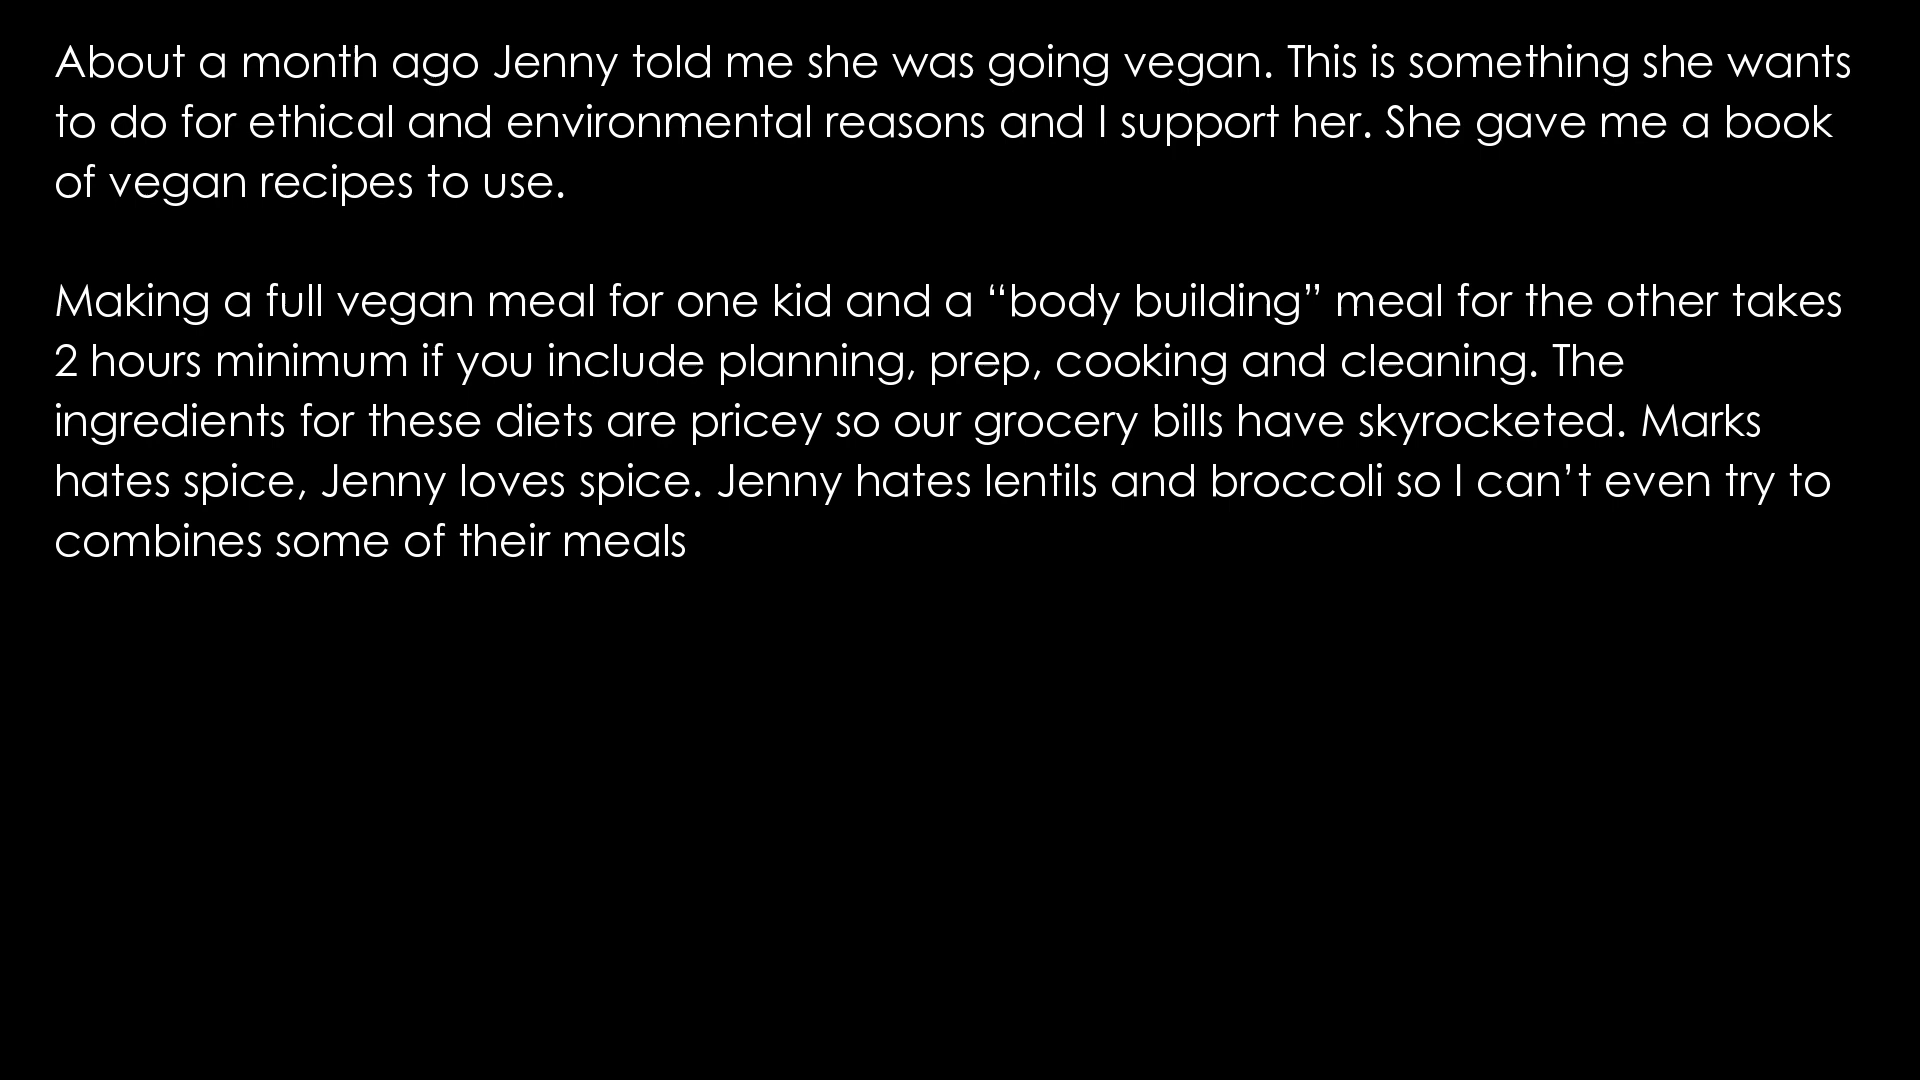 About a month ago Jenny told me she was going vegan. This is something she wants
to do for ethical and environmental reasons and I support her. She gave me a book
of vegan recipes to use.
Making a full vegan meal for one kid and a “body building” meal for the other takes
2 hours minimum if you include planning, prep, cooking and cleaning. The
ingredients for these diets are pricey so our grocery bills have skyrocketed. Marks
hates spice, Jenny loves spice. Jenny hates lentils and broccoli so I can’t even try to
combines some of their meals